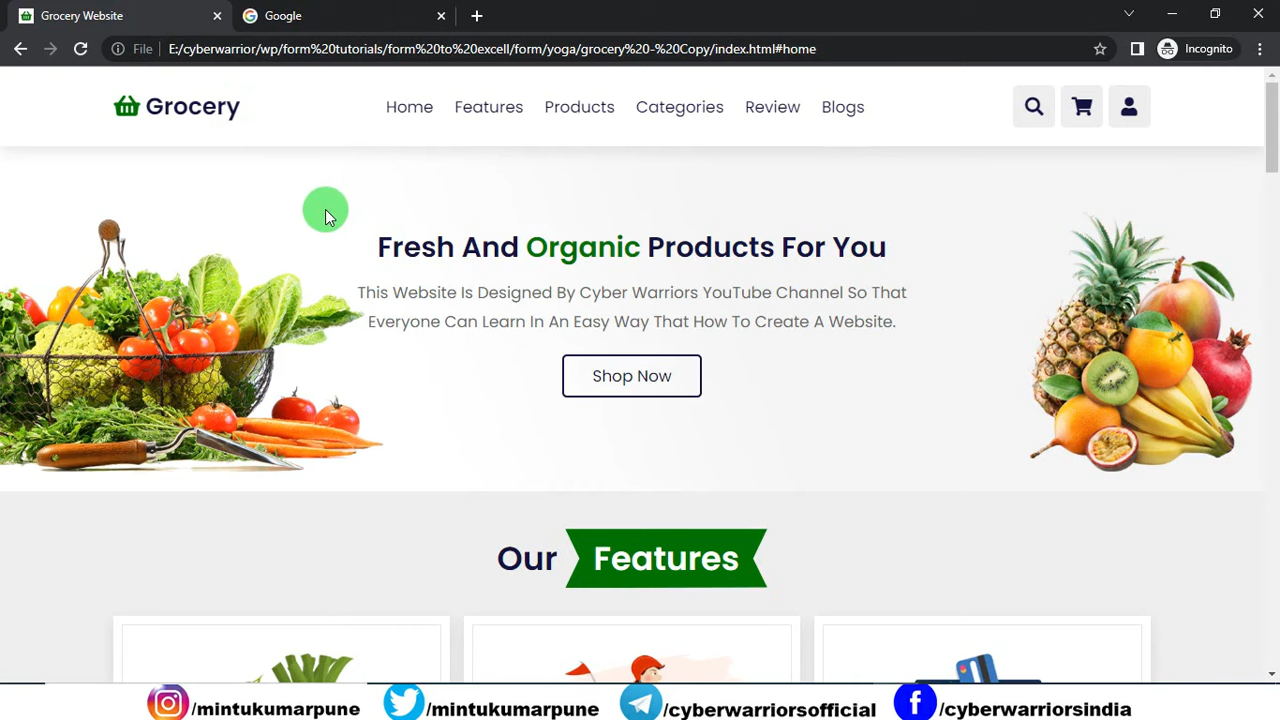 Grocery Website
Google
File
E:/cyberwarrior/wp/form%20tutorials/form%20to%20excell/form/yoga/grocery%20-%20Copy/index.html#home
Incognito
Grocery
Home
Features
Products
Categories
Review
Blogs
Fresh And Organic Products For You
This Website Is Designed By Cyber Warriors YouTube Channel So That
Everyone Can Learn In An Easy Way That How To Create A Website.
Shop Now
Our Features
/mintukumarpune
/mintukumarpune
/cyberwarriorsofficial
/cyberwarriorsindia